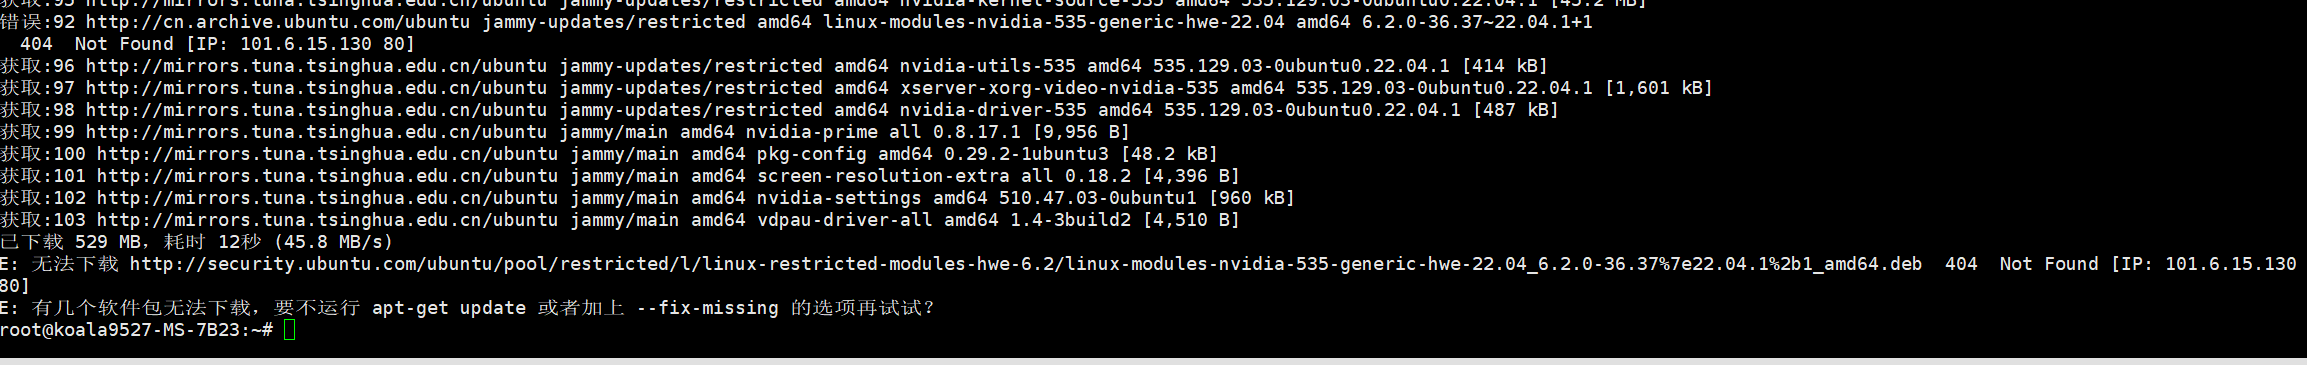 获取:95 http://mirrors.tuna.tsinghua.edu.cn/ubuntu jammy-updates/restricted amd64 nvidia-kernel-source-535 amd64 535.129.03-0ubuntu0.22.04.1 [45.2 MB]
错误:92 http://cn.archive.ubuntu.com/ubuntu jammy-updates/restricted amd64 linux-modules-nvidia-535-generic-hwe-22.04 amd64 6.2.0-36.37~22.04.1+1
404  Not Found [IP: 101.6.15.130 80]
获取:96 http://mirrors.tuna.tsinghua.edu.cn/ubuntu jammy-updates/restricted amd64 nvidia-utils-535 amd64 535.129.03-0ubuntu0.22.04.1 [414 kB]
获取:97 http://mirrors.tuna.tsinghua.edu.cn/ubuntu jammy-updates/restricted amd64 xserver-xorg-video-nvidia-535 amd64 535.129.03-0ubuntu0.22.04.1 [1,601 kB]
获取:98 http://mirrors.tuna.tsinghua.edu.cn/ubuntu jammy-updates/restricted amd64 nvidia-driver-535 amd64 535.129.03-0ubuntu0.22.04.1 [487 kB]
获取:99 http://mirrors.tuna.tsinghua.edu.cn/ubuntu jammy/main amd64 nvidia-prime all 0.8.17.1 [9,956 B]
获取:100 http://mirrors.tuna.tsinghua.edu.cn/ubuntu jammy/main amd64 pkg-config amd64 0.29.2-1ubuntu3 [48.2 kB]
获取:101 http://mirrors.tuna.tsinghua.edu.cn/ubuntu jammy/main amd64 screen-resolution-extra all 0.18.2 [4,396 B]
获取:102 http://mirrors.tuna.tsinghua.edu.cn/ubuntu jammy/main amd64 nvidia-settings amd64 510.47.03-0ubuntu1 [960 kB]
获取:103 http://mirrors.tuna.tsinghua.edu.cn/ubuntu jammy/main amd64 vdpau-driver-all amd64 1.4-3build2 [4,510 B]
已下载 529 MB，耗时 12秒 (45.8 MB/s)
E: 无法下载 http://security.ubuntu.com/ubuntu/pool/restricted/l/linux-restricted-modules-hwe-6.2/linux-modules-nvidia-535-generic-hwe-22.04_6.2.0-36.37%7e22.04.1%2b1_amd64.deb  404  Not Found [IP: 101.6.15.130
80]
E: 有几个软件包无法下载，要不运行 apt-get update 或者加上 --fix-missing 的选项再试试？
root@koala9527-MS-7B23:~#